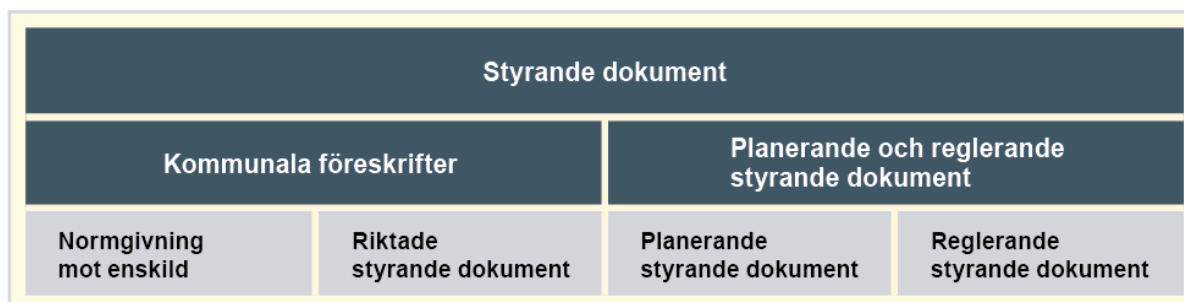 Styrande dokument
Kommunala föreskrifter
Planerande och reglerande
styrande dokument
Normgivning
mot enskild
Riktade
styrande dokument
Planerande
styrande dokument
Reglerande
styrande dokument